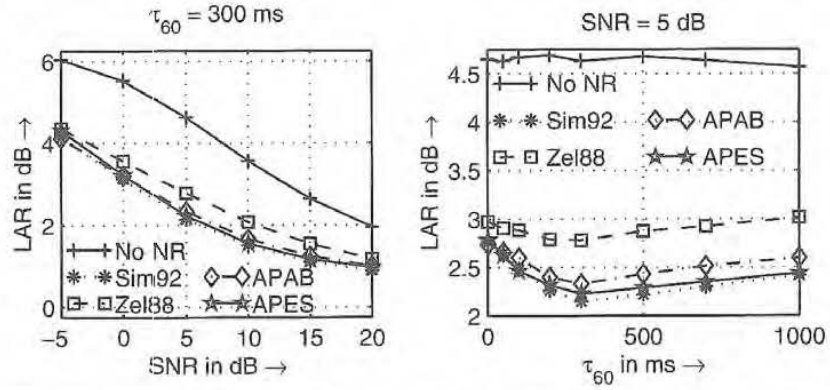 τ60 = 300 ms
6
4
2
0
LAR in dB →
No NR
Sim92
APAB
Zel88
APES
−5
0
5
10
15
20
SNR in dB →
SNR = 5 dB
4.5
4
3.5
3
2.5
2
LAR in dB →
No NR
Sim92
APAB
Zel88
APES
0
500
1000
τ60 in ms →